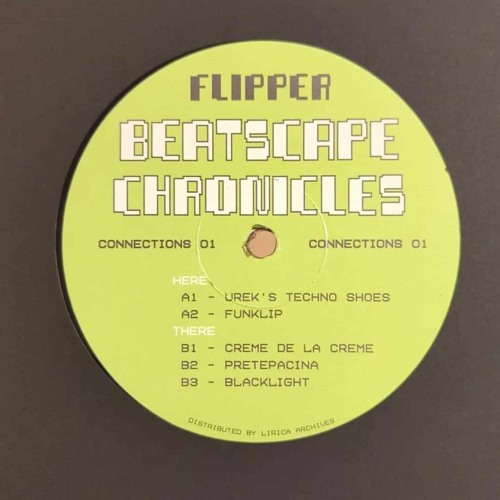 FLIPPER
BEATSCAPE
CHRONICLES
CONNECTIONS 01 CONNECTIONS 01
HERE
A1 - UREK'S TECHNO SHOES
A2 - FUNKLIP
THERE
B1 - CREME DE LA CREME
B2 - PRETEPACINA
B3 - BLACKLIGHT
DISTRIBUTED BY LIRICA ARCHIVES